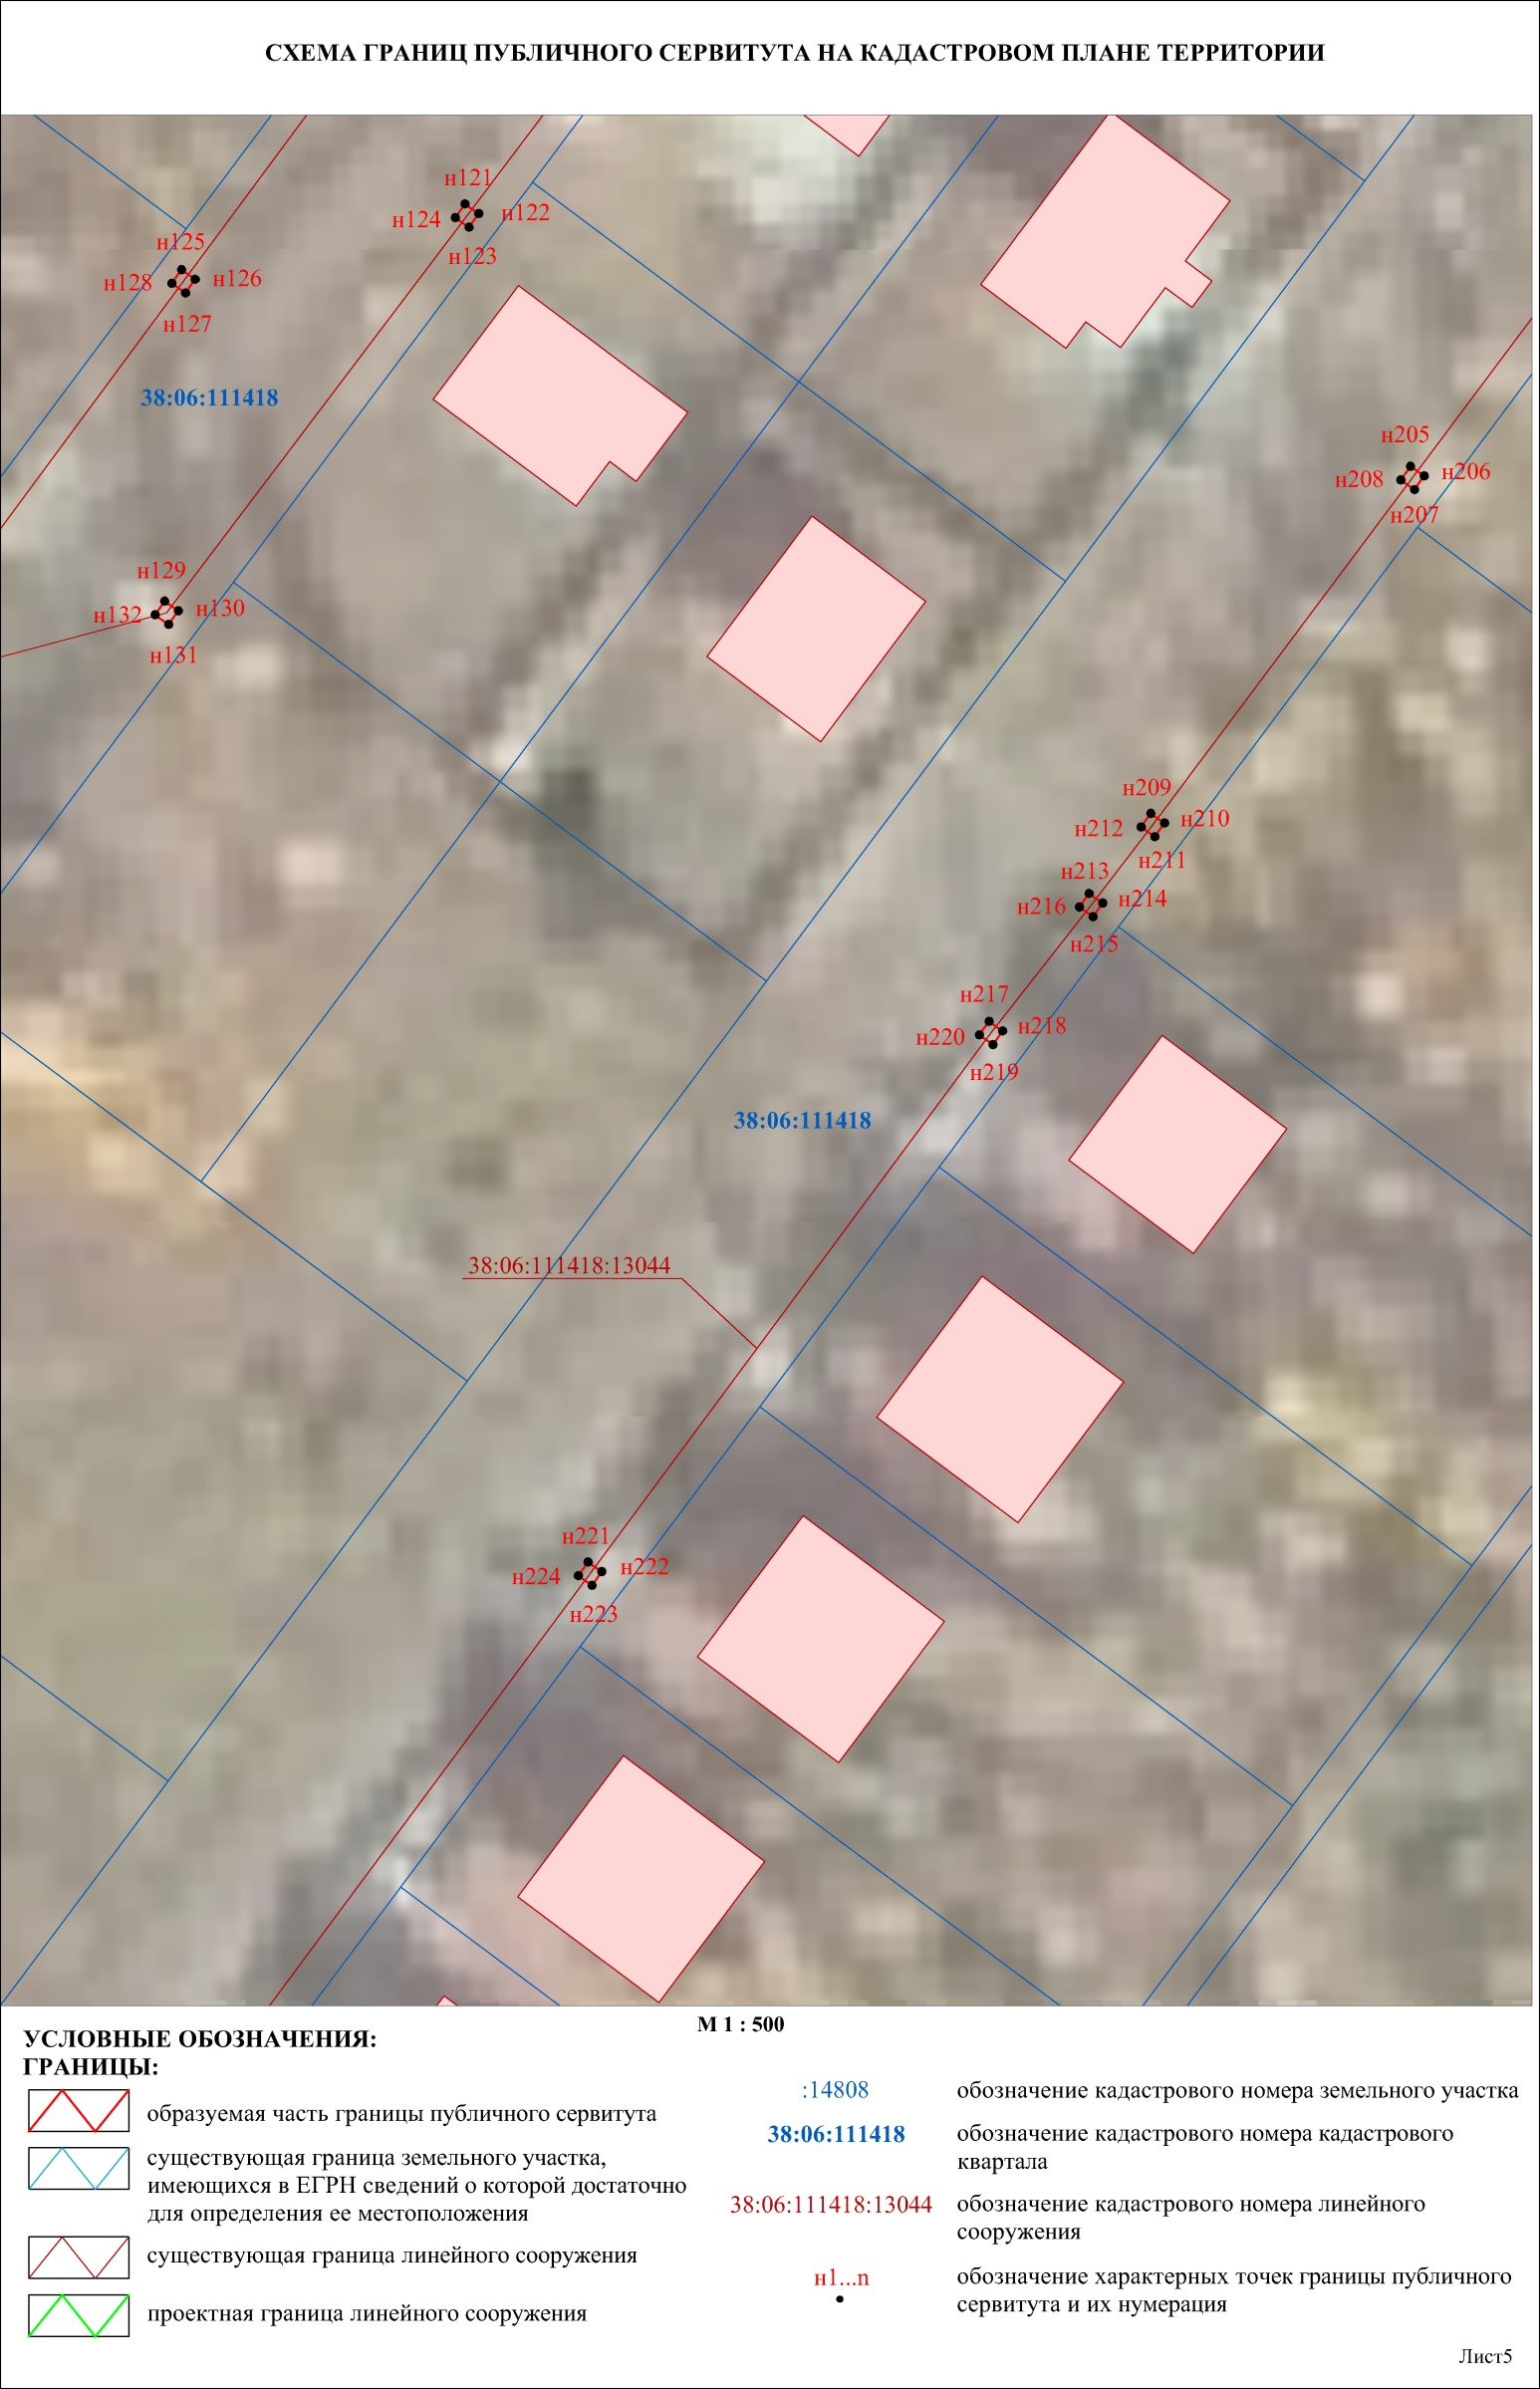 СХЕМА ГРАНИЦ ПУБЛИЧНОГО СЕРВИТУТА НА КАДАСТРОВОМ ПЛАНЕ ТЕРРИТОРИИ
н121
н124
н122
н123
н125
н128
н126
н127
38:06:111418
н205
н208
н206
н207
н129
н132
н130
н131
н209
н212
н210
н211
н213
н216
н214
н215
н217
н220
н218
н219
38:06:111418
38:06:111418:13044
н221
н224
н222
н223
М 1 : 500
УСЛОВНЫЕ ОБОЗНАЧЕНИЯ:
ГРАНИЦЫ:
образуемая часть границы публичного сервитута
существующая граница земельного участка,
имеющихся в ЕГРН сведений о которой достаточно
для определения ее местоположения
существующая граница линейного сооружения
проектная граница линейного сооружения
:14808
обозначение кадастрового номера земельного участка
38:06:111418
обозначение кадастрового номера кадастрового
квартала
38:06:111418:13044
обозначение кадастрового номера линейного
сооружения
н1...n
обозначение характерных точек границы публичного
сервитута и их нумерация
Лист5